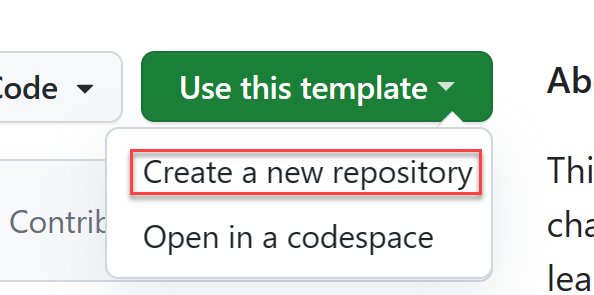 Code
Use this template
Create a new repository
Contrib
Open in a codespace
Ab
Thi
cha
lea